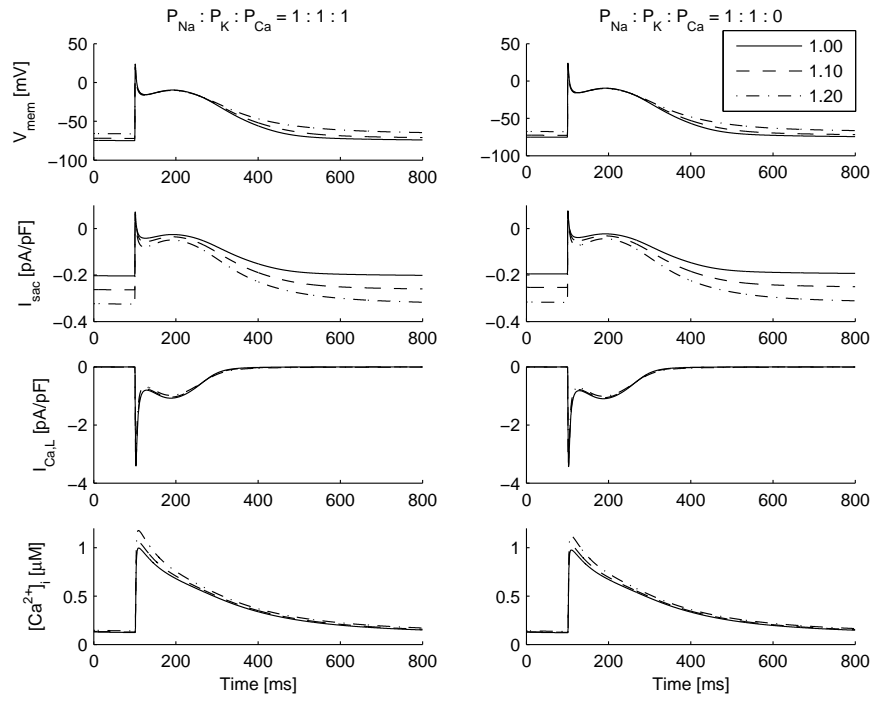 P_Na : P_K : P_Ca = 1 : 1 : 1
P_Na : P_K : P_Ca = 1 : 1 : 0
1.00
1.10
1.20
V_mem [mV]
50
0
−50
−100
0 200 400 600 800
50
0
−50
−100
0 200 400 600 800
I_sac [pA/pF]
0
−0.2
−0.4
0 200 400 600 800
0
−0.2
−0.4
0 200 400 600 800
I_Ca,L [pA/pF]
0
−2
−4
0 200 400 600 800
0
−2
−4
0 200 400 600 800
[Ca^2+]_i [μM]
1
0.5
0
0 200 400 600 800
Time [ms]
1
0.5
0
0 200 400 600 800
Time [ms]